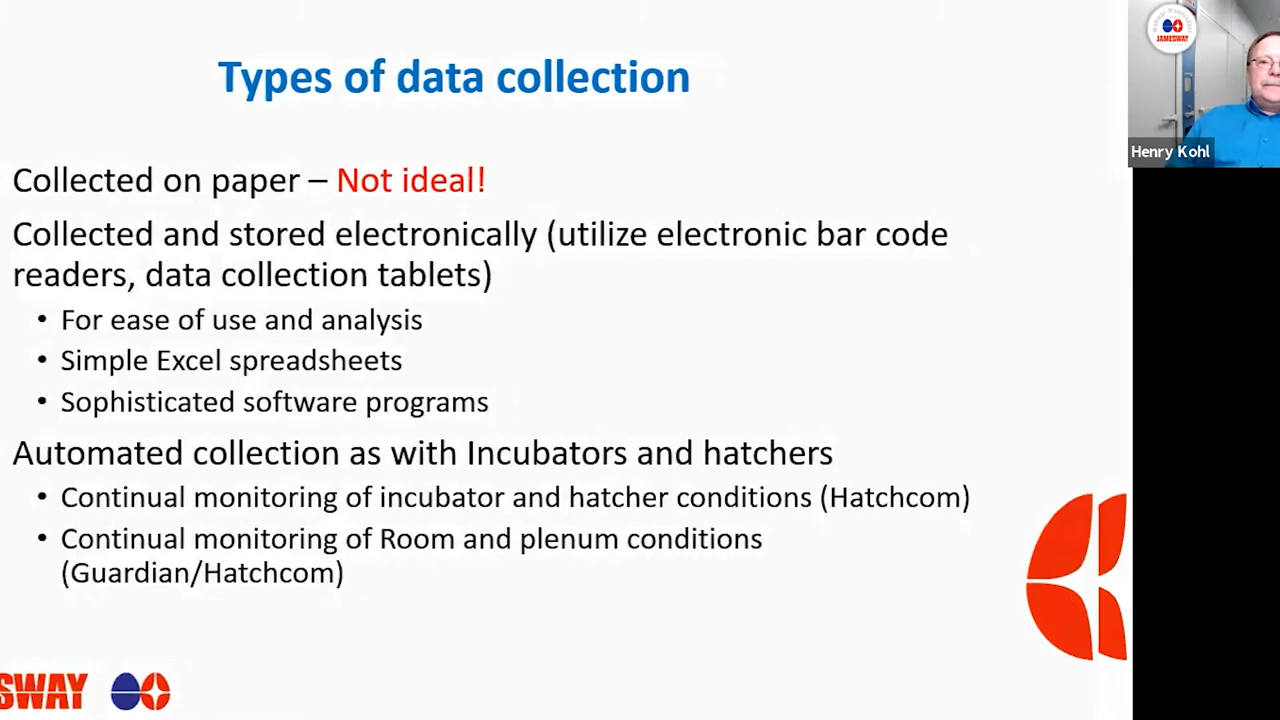 Types of data collection
JAMESWAY
Henry Kohl
Collected on paper – Not ideal!
Collected and stored electronically (utilize electronic bar code
readers, data collection tablets)
• For ease of use and analysis
• Simple Excel spreadsheets
• Sophisticated software programs
Automated collection as with Incubators and hatchers
• Continual monitoring of incubator and hatcher conditions (Hatchcom)
• Continual monitoring of Room and plenum conditions
(Guardian/Hatchcom)
SWAY